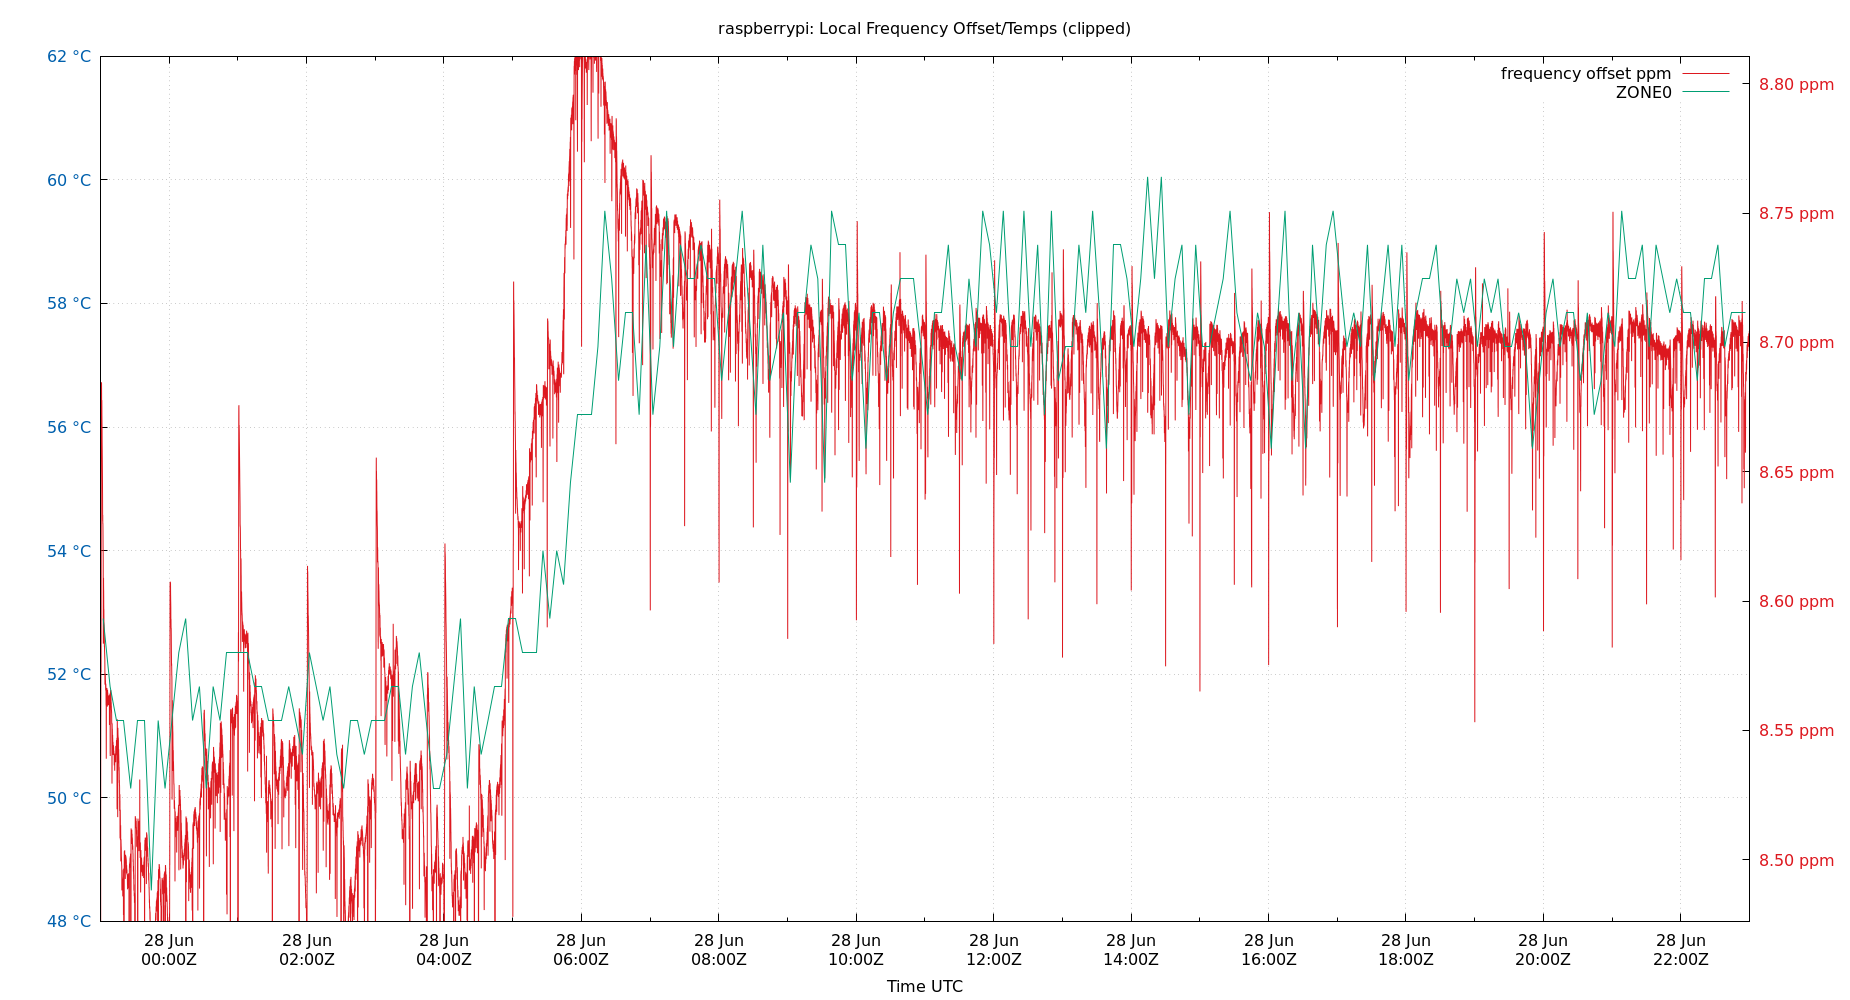 raspberrypi: Local Frequency Offset/Temps (clipped)
frequency offset ppm
ZONE0
62 °C
60 °C
58 °C
56 °C
54 °C
52 °C
50 °C
48 °C
8.80 ppm
8.75 ppm
8.70 ppm
8.65 ppm
8.60 ppm
8.55 ppm
8.50 ppm
28 Jun 28 Jun 28 Jun 28 Jun 28 Jun 28 Jun 28 Jun 28 Jun 28 Jun 28 Jun 28 Jun 28 Jun
00:00Z 02:00Z 04:00Z 06:00Z 08:00Z 10:00Z 12:00Z 14:00Z 16:00Z 18:00Z 20:00Z 22:00Z
Time UTC